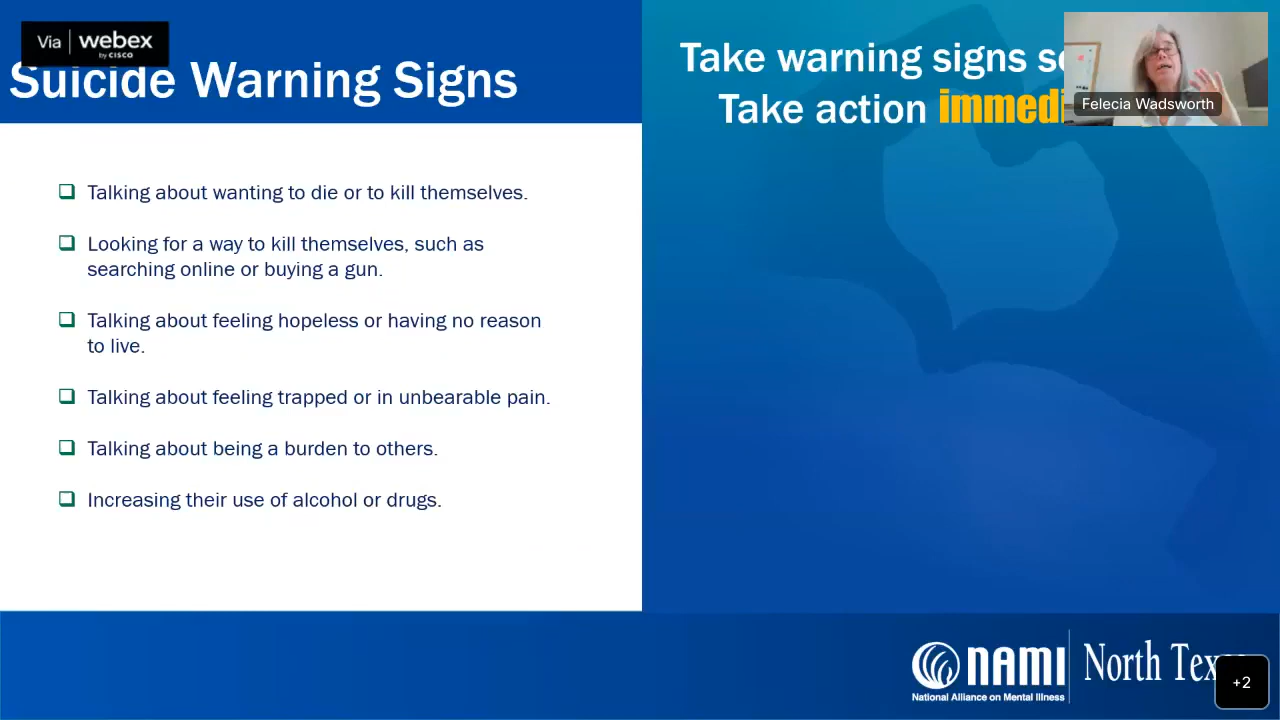 Via webex
by CISCO
Suicide Warning Signs
Talking about wanting to die or to kill themselves.
Looking for a way to kill themselves, such as
searching online or buying a gun.
Talking about feeling hopeless or having no reason
to live.
Talking about feeling trapped or in unbearable pain.
Talking about being a burden to others.
Increasing their use of alcohol or drugs.
Take warning signs
Take action
Felecia Wadsworth
NAMI North
National Alliance on Mental Illness
+2